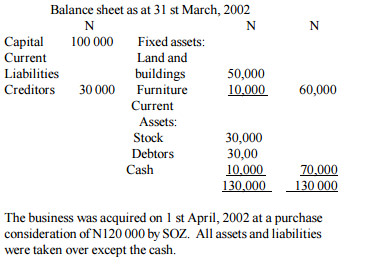 Balance sheet as at 31 st March, 2002
N N N
Capital 100 000 Fixed assets:
Current Land and
Liabilities buildings 50,000
Creditors 30 000 Furniture 10,000 60,000
Current
Assets:
Stock 30,000
Debtors 30,00
Cash 10,000 70,000
130,000 130 000
The business was acquired on 1 st April, 2002 at a purchase
consideration of N120 000 by SOZ. All assets and liabilities
were taken over except the cash.